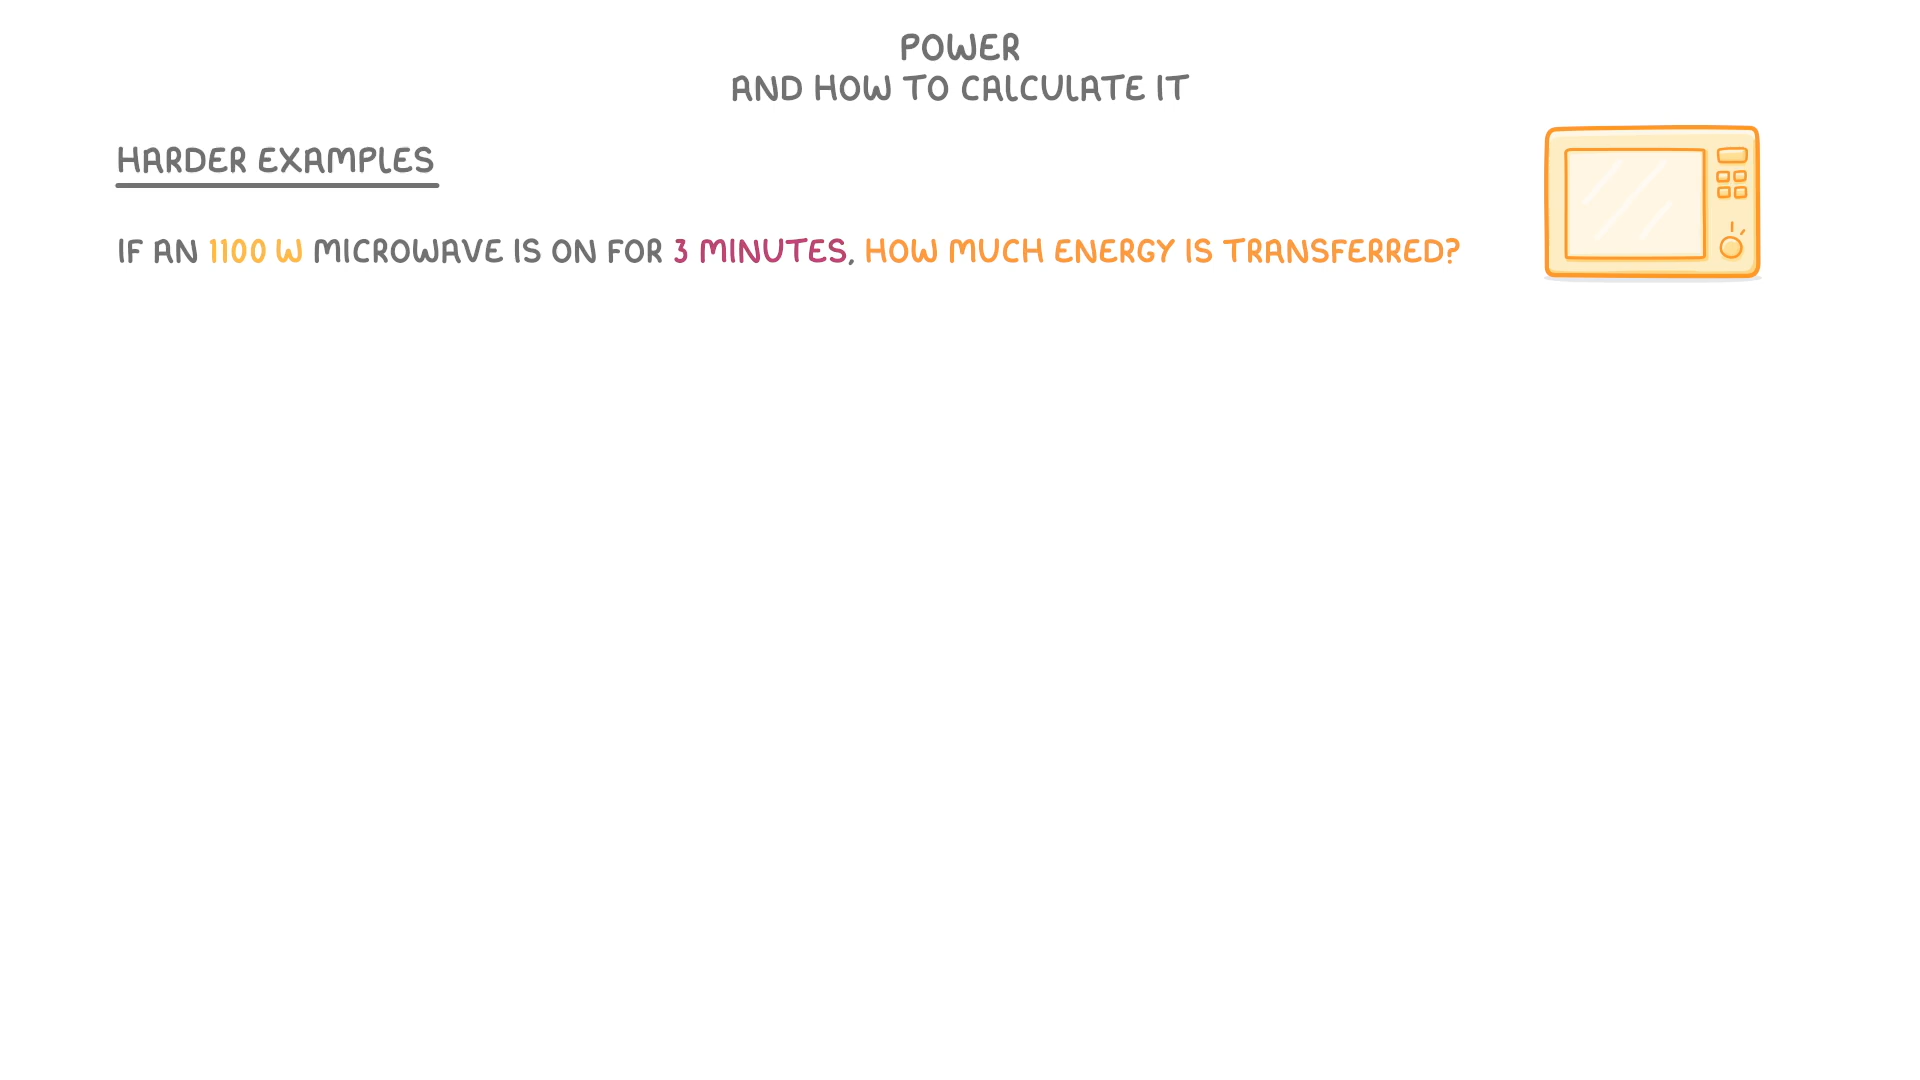 POWER
AND HOW TO CALCULATE IT
HARDER EXAMPLES
IF AN 1100 W MICROWAVE IS ON FOR 3 MINUTES, HOW MUCH ENERGY IS TRANSFERRED?